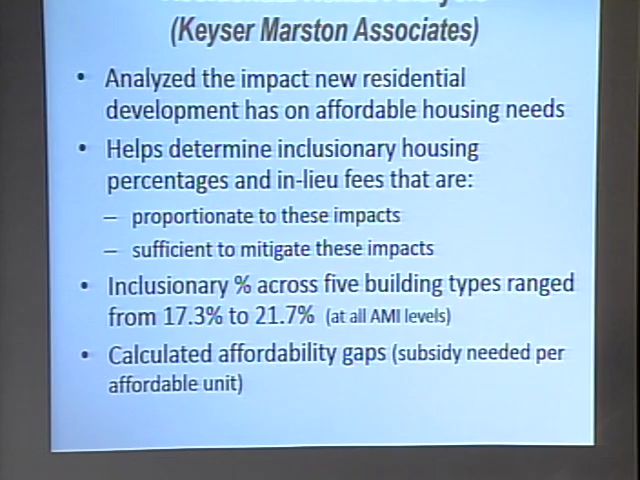 (Keyser Marston Associates)
• Analyzed the impact new residential
development has on affordable housing needs
• Helps determine inclusionary housing
percentages and in-lieu fees that are:
– proportionate to these impacts
– sufficient to mitigate these impacts
• Inclusionary % across five building types ranged
from 17.3% to 21.7% (at all AMI levels)
• Calculated affordability gaps (subsidy needed per
affordable unit)